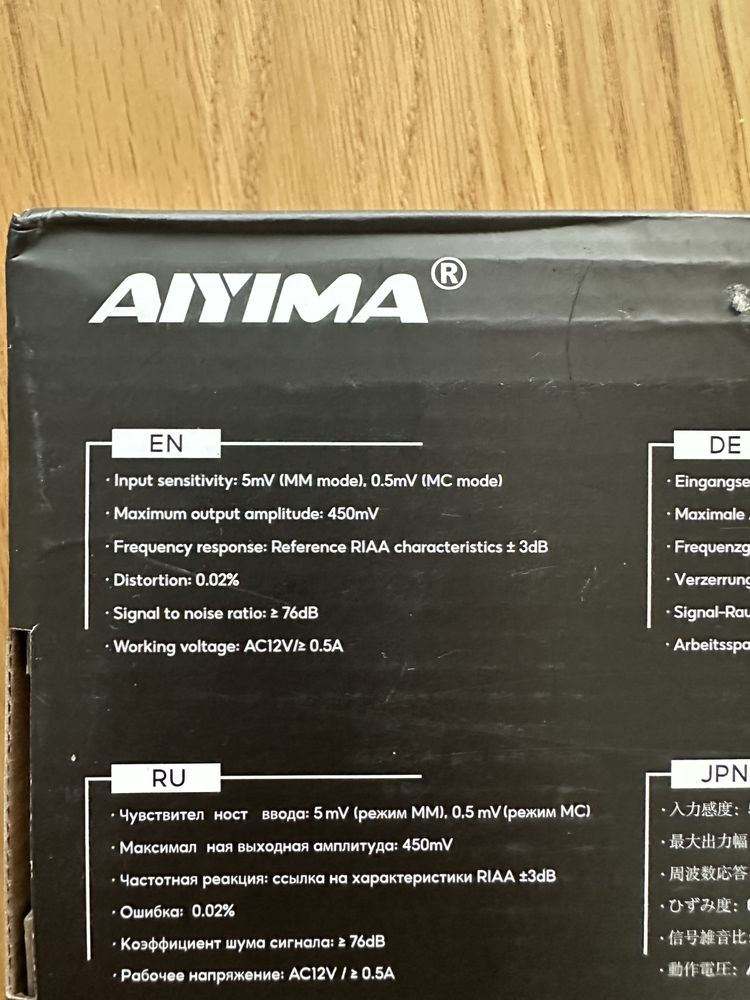 AIYIMA®
EN
· Input sensitivity: 5mV (MM mode), 0.5mV (MC mode)
· Maximum output amplitude: 450mV
· Frequency response: Reference RIAA characteristics ± 3dB
· Distortion: 0.02%
· Signal to noise ratio: ≥ 76dB
· Working voltage: AC12V/≥ 0.5A
DE
· Eingangse
· Maximale
· Frequenzg
· Verzerrung
· Signal-Rau
· Arbeitsspa
RU
· Чувствител ност ввода: 5 mV (режим MM), 0.5 mV (режим MC)
· Максимал ная выходная амплитуда: 450mV
· Частотная реакция: ссылка на характеристики RIAA ±3dB
· Ошибка: 0.02%
· Коэффициент шума сигнала: ≥ 76dB
· Рабочее напряжение: AC12V / ≥ 0.5A
JPN
· 入力感度:
· 最大出力幅
· 周波数応答
· ひずみ度:
· 信号雑音比:
· 動作電圧: